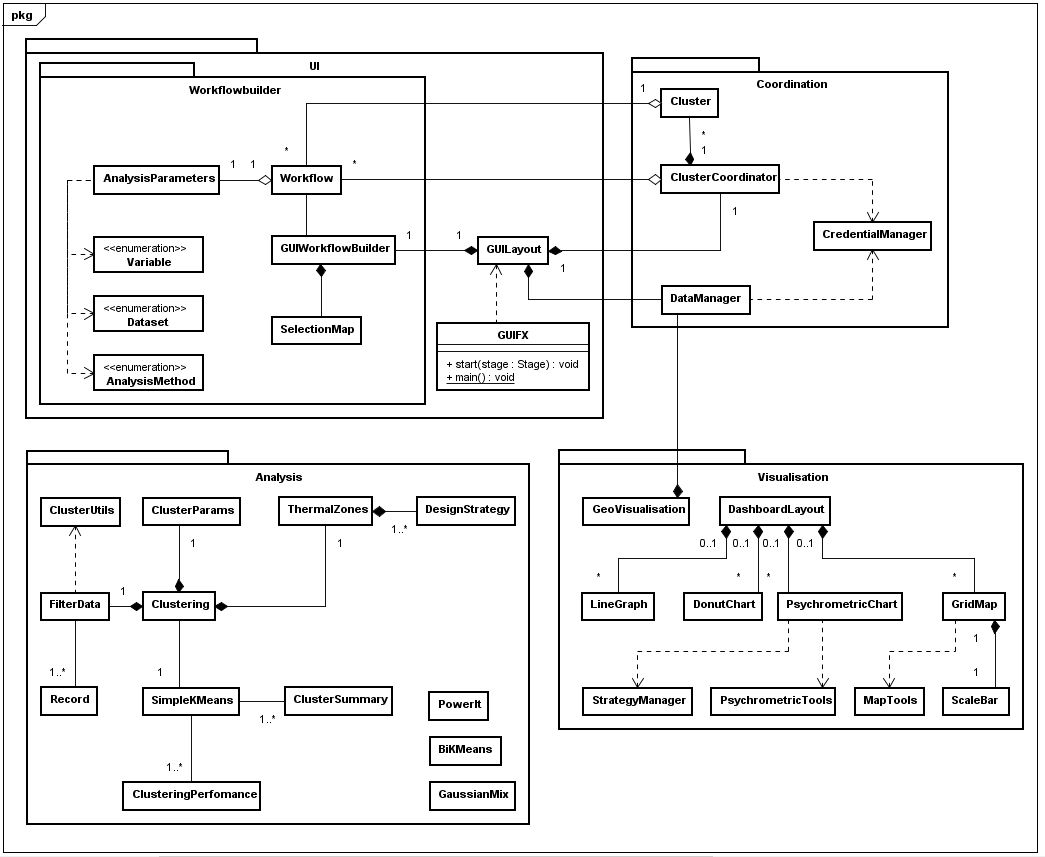 pkg
UI
Workflowbuilder
Coordination
1
Cluster
*
*
1
1
1
*
AnalysisParameters
Workflow
ClusterCoordinator
1
<<enumeration>>
Variable
GUIWorkflowBuilder
1
1
GUILayout
1
CredentialManager
<<enumeration>>
Dataset
SelectionMap
DataManager
GUIFX
+ start(stage : Stage) : void
+ main() : void
<<enumeration>>
AnalysisMethod
Analysis
ClusterUtils
ClusterParams
ThermalZones
DesignStrategy
1..*
1
1
1
FilterData
Clustering
1..*
1
Record
SimpleKMeans
ClusterSummary
1..*
PowerIt
BiKMeans
1..*
ClusteringPerfomance
GaussianMix
Visualisation
GeoVisualisation
DashboardLayout
0..1
0..1
0..1
0..1
*
*
*
*
LineGraph
DonutChart
PsychrometricChart
GridMap
1
1
StrategyManager
PsychrometricTools
MapTools
ScaleBar